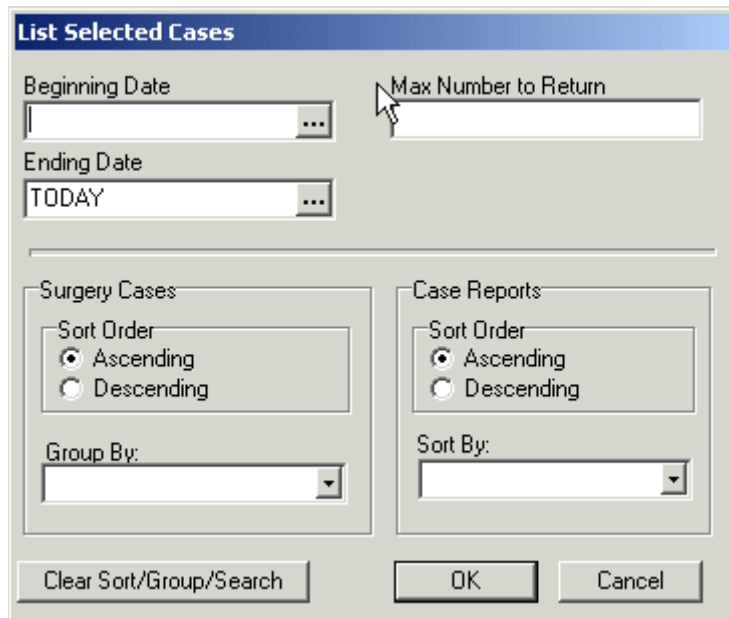 List Selected Cases
Beginning Date
Max Number to Return
...
Ending Date
TODAY ...
Surgery Cases
Case Reports
Sort Order
Sort Order
Ascending
Ascending
Descending
Descending
Group By:
Sort By:
Clear Sort/Group/Search
OK
Cancel